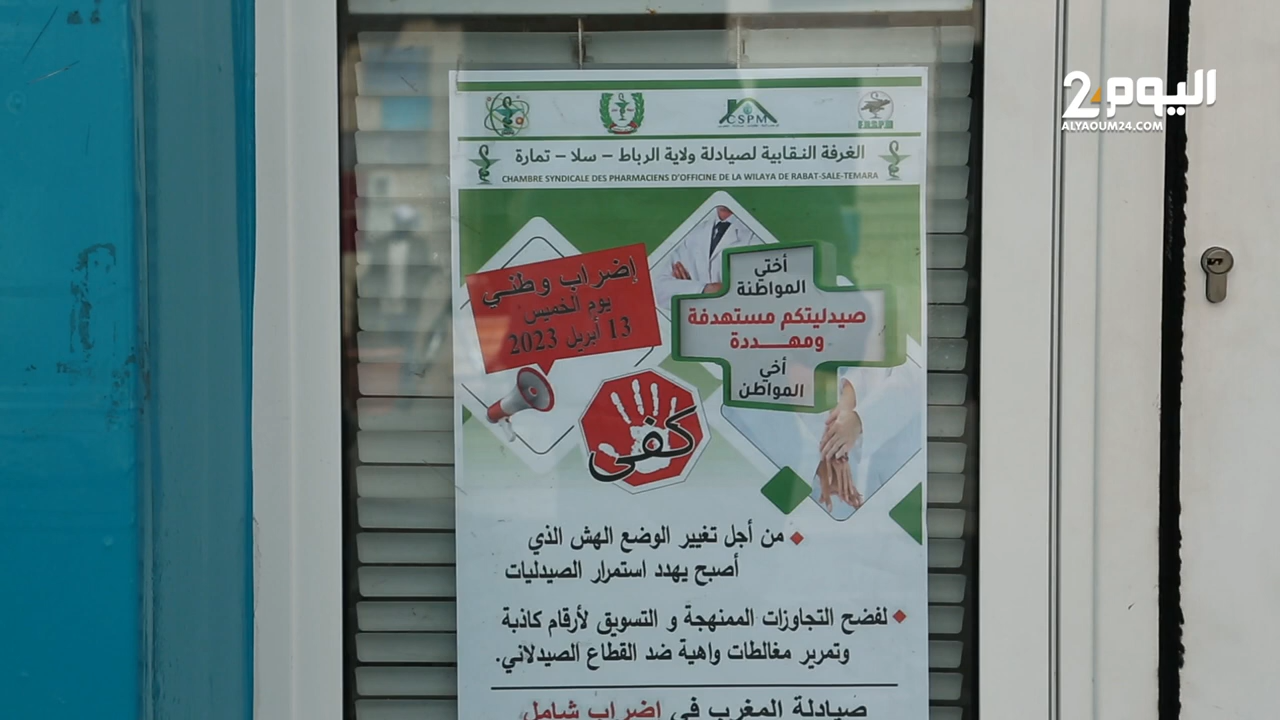 اليوم 24
ALYAOUM24.COM
CSPM
الغرفة النقابية لصيادلة ولاية الرباط – سلا – تمارة
CHAMBRE SYNDICALE DES PHARMACIENS D'OFFICINE DE LA WILAYA DE RABAT-SALE-TEMARA
إضراب وطني
يوم الخميس
13 أبريل 2023
أختي
المواطنة
صيدليتكم مستهدفة
ومهـــددة
أخي
المواطن
كفى
من أجل تغيير الوضع الهش الذي
أصبح يهدد استمرار الصيدليات
لفضح التجاوزات الممنهجة و التسويق لأرقام كاذبة
وتمرير مغالطات واهية ضد القطاع الصيدلاني.
صيادلة المغرب في إضراب شامل